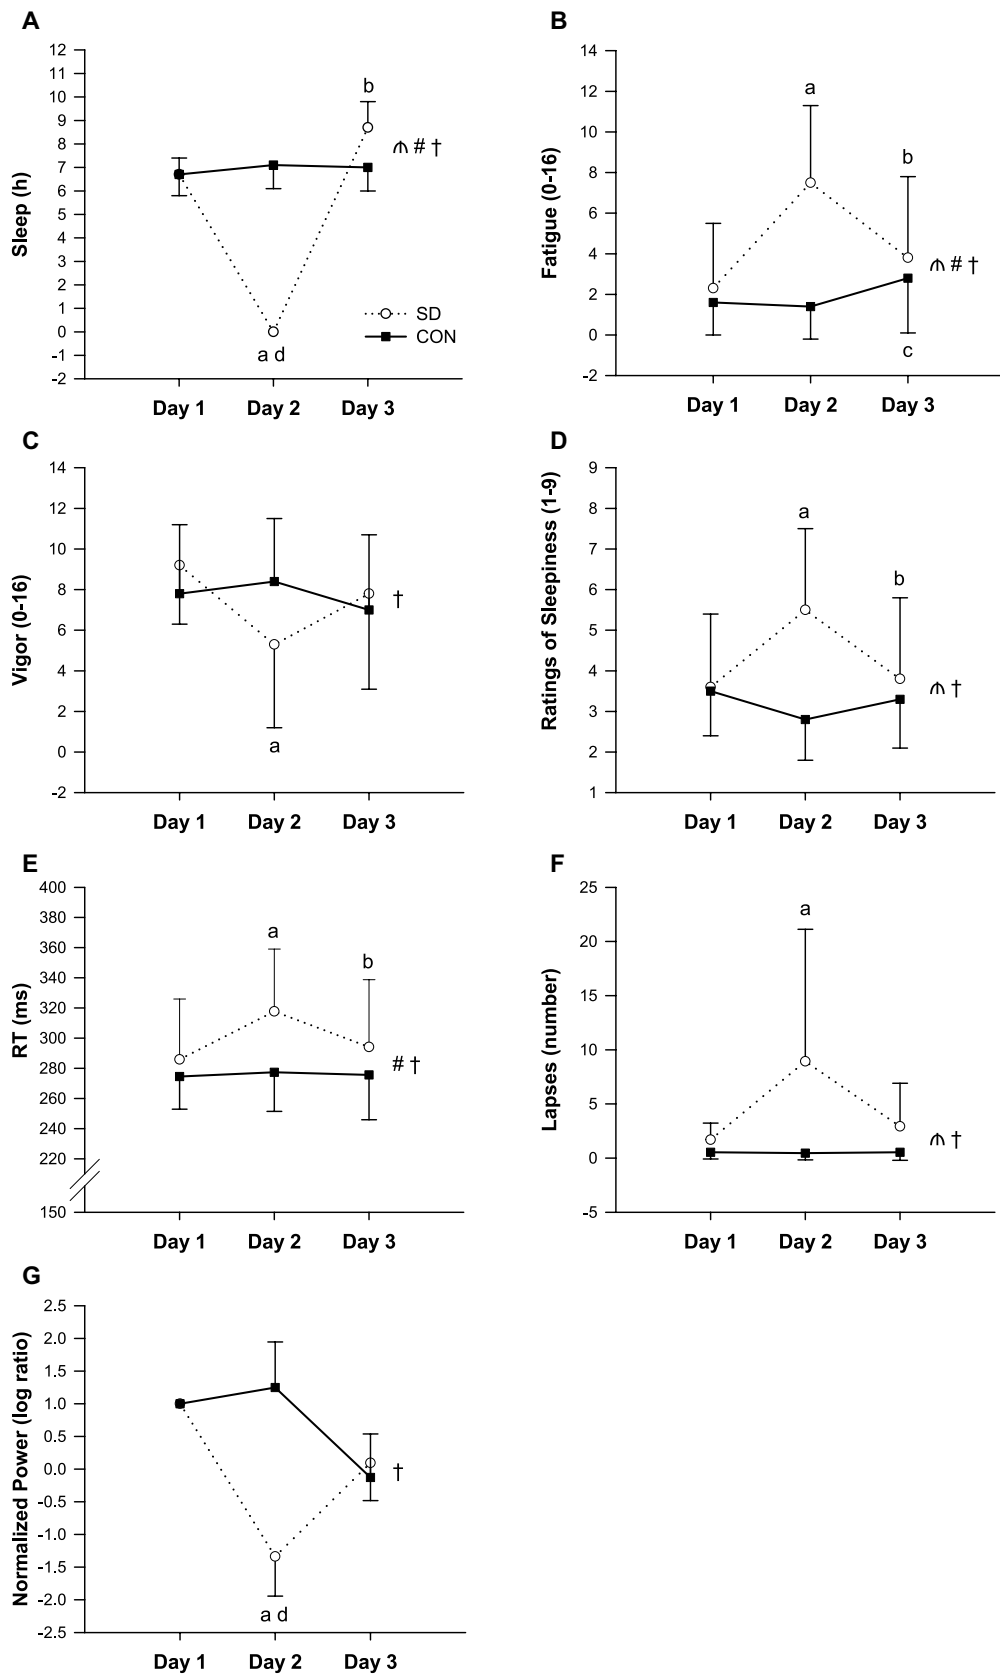 A
Sleep (h)
12
11
10
9
8
7
6
5
4
3
2
1
0
-1
-2
b
⋔ # †
SD
CON
a d
Day 1 Day 2 Day 3
B
Fatigue (0-16)
14
12
10
8
6
4
2
0
-2
a
b
⋔ # †
c
Day 1 Day 2 Day 3
C
Vigor (0-16)
14
12
10
8
6
4
2
0
-2
†
a
Day 1 Day 2 Day 3
D
Ratings of Sleepiness (1-9)
9
8
7
6
5
4
3
2
1
a
b
⋔ †
Day 1 Day 2 Day 3
E
RT (ms)
400
380
360
340
320
300
280
260
240
220
150
a
b
# †
Day 1 Day 2 Day 3
F
Lapses (number)
25
20
15
10
5
0
-5
a
⋔ †
Day 1 Day 2 Day 3
G
Normalized Power (log ratio)
2.5
2.0
1.5
1.0
0.5
0.0
-0.5
-1.0
-1.5
-2.0
-2.5
†
a d
Day 1 Day 2 Day 3